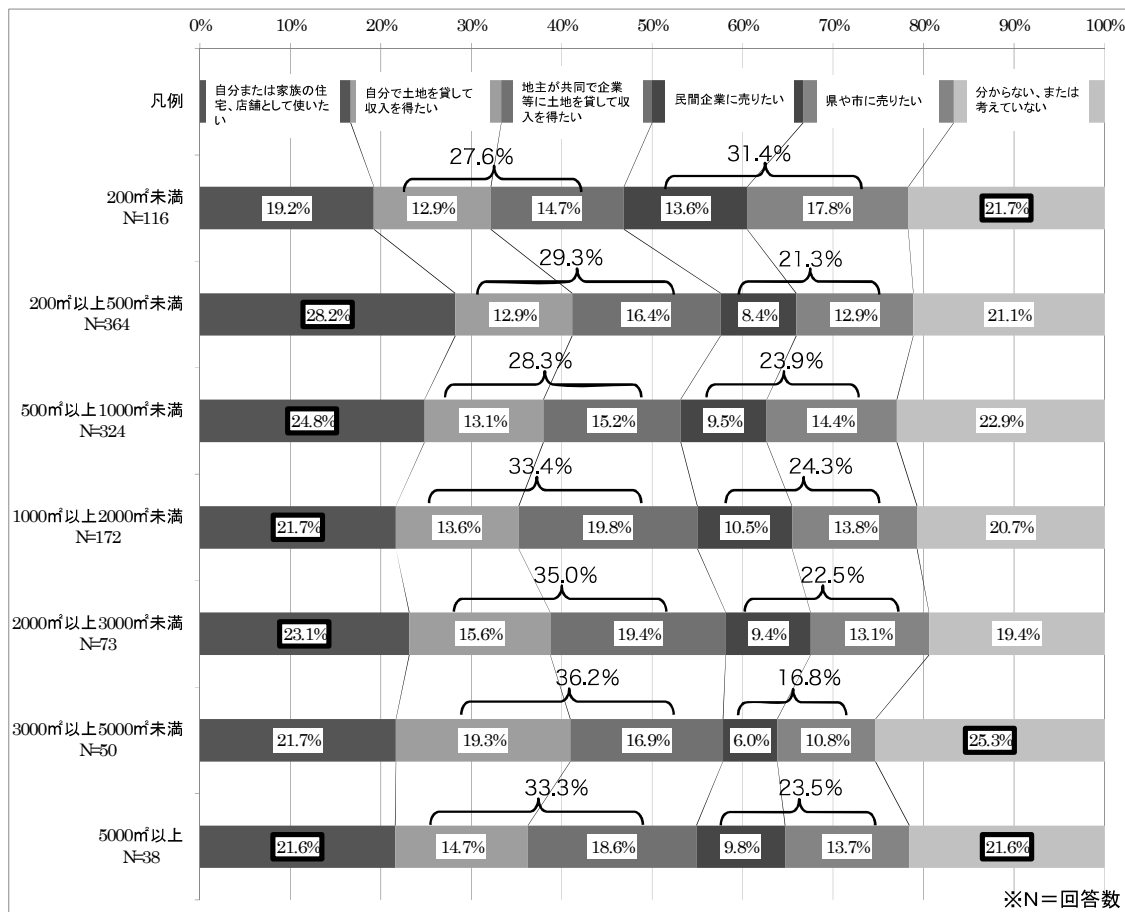 0% 10% 20% 30% 40% 50% 60% 70% 80% 90% 100%
凡例
自分または家族の住
宅、店舗として使いた
い
自分で土地を貸して
収入を得たい
地主が共同で企業
等に土地を貸して収
入を得たい
民間企業に売りたい
県や市に売りたい
分からない、または
考えていない
27.6% 31.4%
200㎡未満
N=116
19.2% 12.9% 14.7% 13.6% 17.8% 21.7%
29.3% 21.3%
200㎡以上500㎡未満
N=364
28.2% 12.9% 16.4% 8.4% 12.9% 21.1%
28.3% 23.9%
500㎡以上1000㎡未満
N=324
24.8% 13.1% 15.2% 9.5% 14.4% 22.9%
33.4% 24.3%
1000㎡以上2000㎡未満
N=172
21.7% 13.6% 19.8% 10.5% 13.8% 20.7%
35.0% 22.5%
2000㎡以上3000㎡未満
N=73
23.1% 15.6% 19.4% 9.4% 13.1% 19.4%
36.2% 16.8%
3000㎡以上5000㎡未満
N=50
21.7% 19.3% 16.9% 6.0% 10.8% 25.3%
33.3% 23.5%
5000㎡以上
N=38
21.6% 14.7% 18.6% 9.8% 13.7% 21.6%
※N=回答数